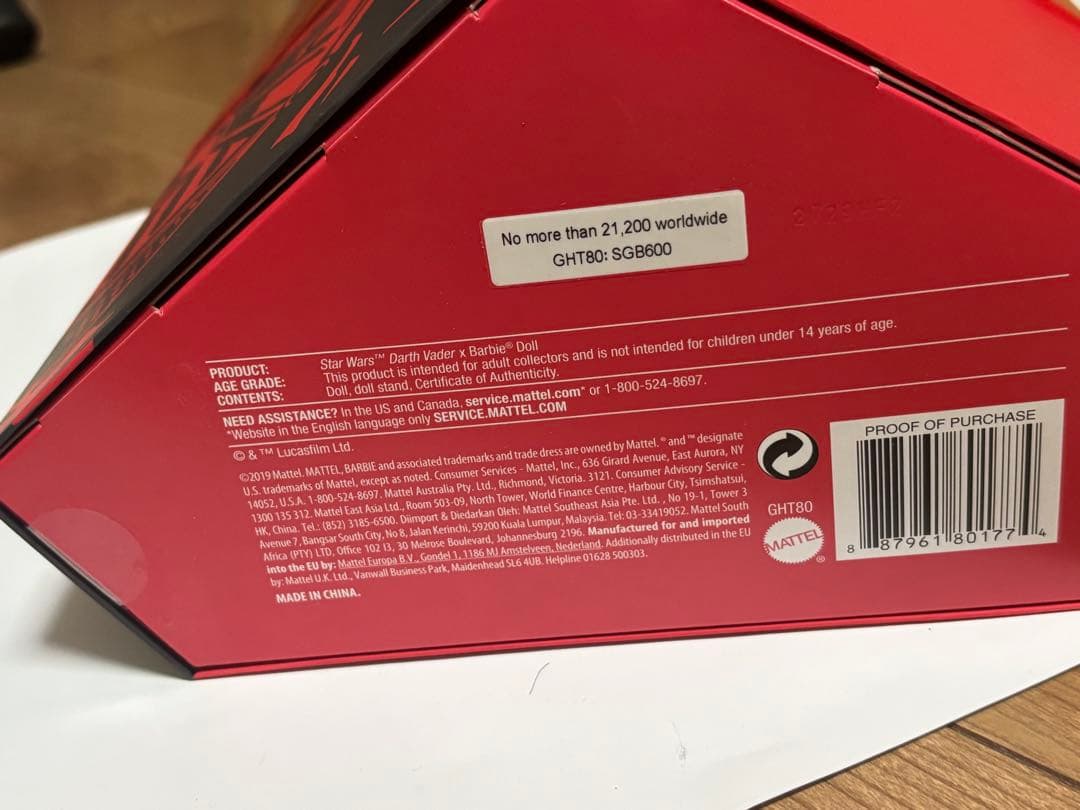 No more than 21,200 worldwide
GHT80: SGB600
PRODUCT: Star Wars™ Darth Vader x Barbie® Doll
AGE GRADE: This product is intended for adult collectors and is not intended for children under 14 years of age.
CONTENTS: Doll, doll stand, Certificate of Authenticity.
NEED ASSISTANCE? In the US and Canada, service.mattel.com* or 1-800-524-8697.
*Website in the English language only SERVICE.MATTEL.COM
© & ™ Lucasfilm Ltd.
©2019 Mattel. MATTEL, BARBIE and associated trademarks and trade dress are owned by Mattel. ® and ™ designate
U.S. trademarks of Mattel, except as noted. Consumer Services - Mattel, Inc., 636 Girard Avenue, East Aurora, NY
14052, U.S.A. 1-800-524-8697. Mattel Australia Pty. Ltd., Richmond, Victoria. 3121. Consumer Advisory Service -
1300 135 312. Mattel East Asia Ltd., Room 503-09, North Tower, World Finance Centre, Harbour City, Tsimshatsui,
HK, China. Tel.: (852) 3185-6500. Diimport & Diedarkan Oleh: Mattel Southeast Asia Pte. Ltd. , No 19-1, Tower 3
Avenue 7, Bangsar South City, No 8, Jalan Kerinchi, 59200 Kuala Lumpur, Malaysia. Tel: 03-33419052. Mattel South
Africa (PTY) LTD, Office 102 I3, 30 Melrose Boulevard, Johannesburg 2196. Manufactured for and imported
into the EU by: Mattel Europa B.V., Gondel 1, 1186 MJ Amstelveen, Nederland. Additionally distributed in the EU
by: Mattel U.K. Ltd., Vanwall Business Park, Maidenhead SL6 4UB. Helpline 01628 500303.
MADE IN CHINA.
GHT80
MATTEL®
PROOF OF PURCHASE
8 87961 80177 4